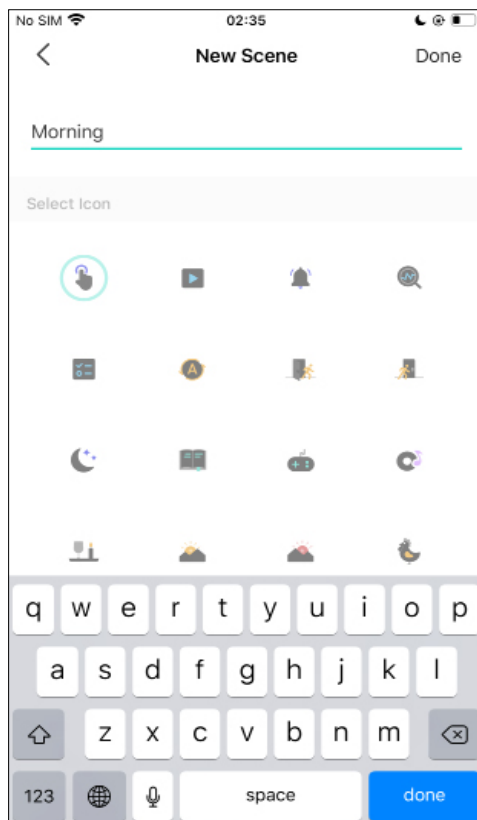 No SIM 02:35
New Scene Done
Morning
Select Icon
A
q w e r t y u i o p
a s d f g h j k l
z x c v b n m
123 space done